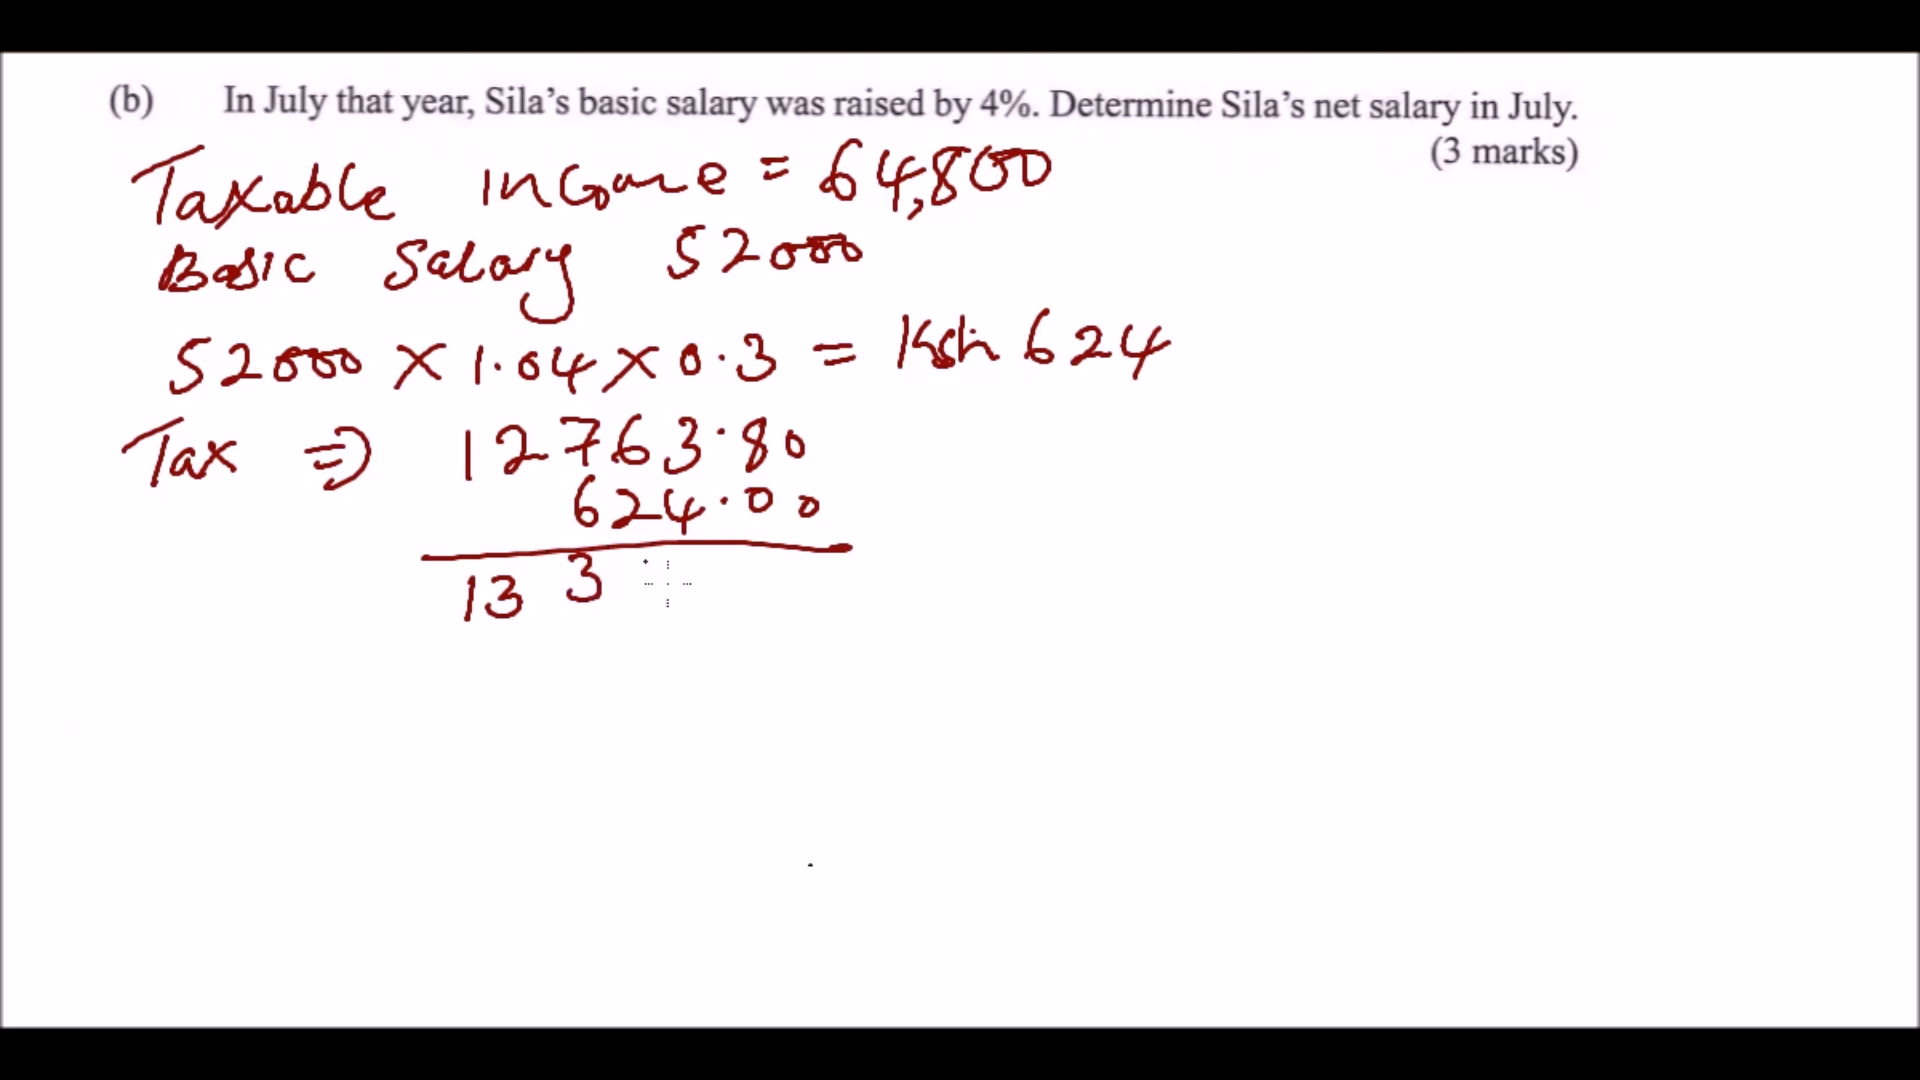 (b) In July that year, Sila's basic salary was raised by 4%. Determine Sila's net salary in July.
(3 marks)
Taxable income = 64,800
Basic Salary 52000
52000 × 1.04 × 0.3 = Ksh 624
Tax ⇒ 12763.80
624.00
13 3